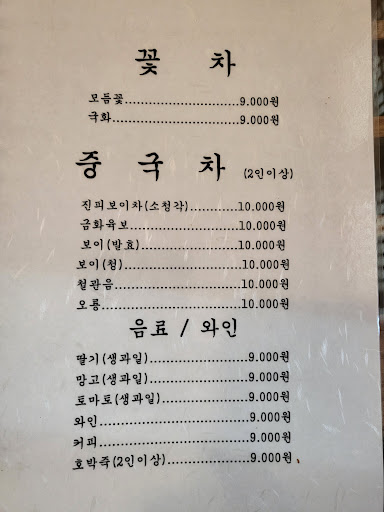 꽃 차
모듬꽃............................9.000원
국화...............................9.000원
중 국 차 (2인이상)
진피보이차(소청각)............10.000원
금화육보...........................10.000원
보이(발효).........................10.000원
보이(청)............................10.000원
철관음..............................10.000원
오룡.................................10.000원
음료 / 와인
딸기(생과일)........................9.000원
망고(생과일)........................9.000원
토마토(생과일).....................9.000원
와인...................................9.000원
커피...................................9.000원
호박죽(2인이상)...................9.000원